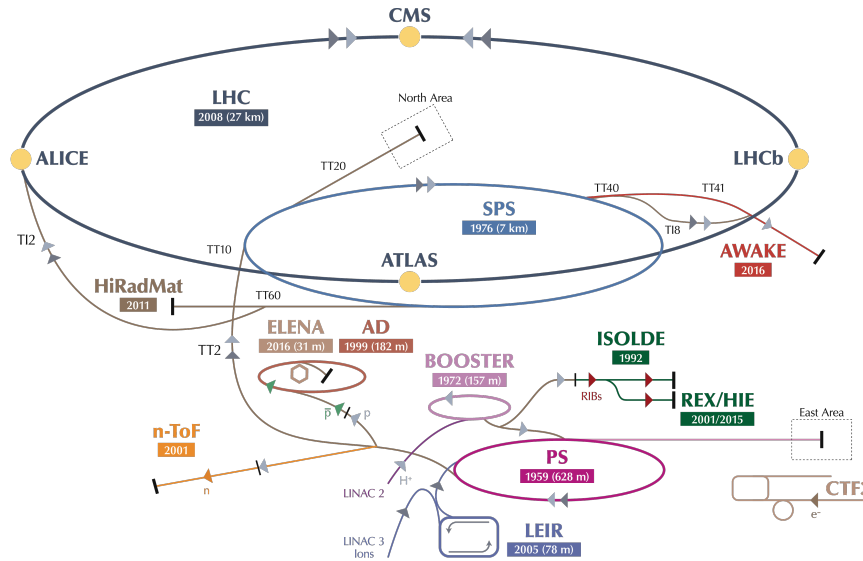 CMS
LHC
2008 (27 km)
North Area
ALICE
LHCb
TT20
TT40
TT41
SPS
1976 (7 km)
TI8
TI2
TT10
ATLAS
AWAKE
2016
HiRadMat
2011
TT60
TT2
ELENA
2016 (31 m)
AD
1999 (182 m)
BOOSTER
1972 (157 m)
ISOLDE
1992
RIBs
REX/HIE
2001/2015
p
p
East Area
n-ToF
2001
n
H+
LINAC 2
PS
1959 (628 m)
CTF3
e-
LINAC 3
Ions
LEIR
2005 (78 m)